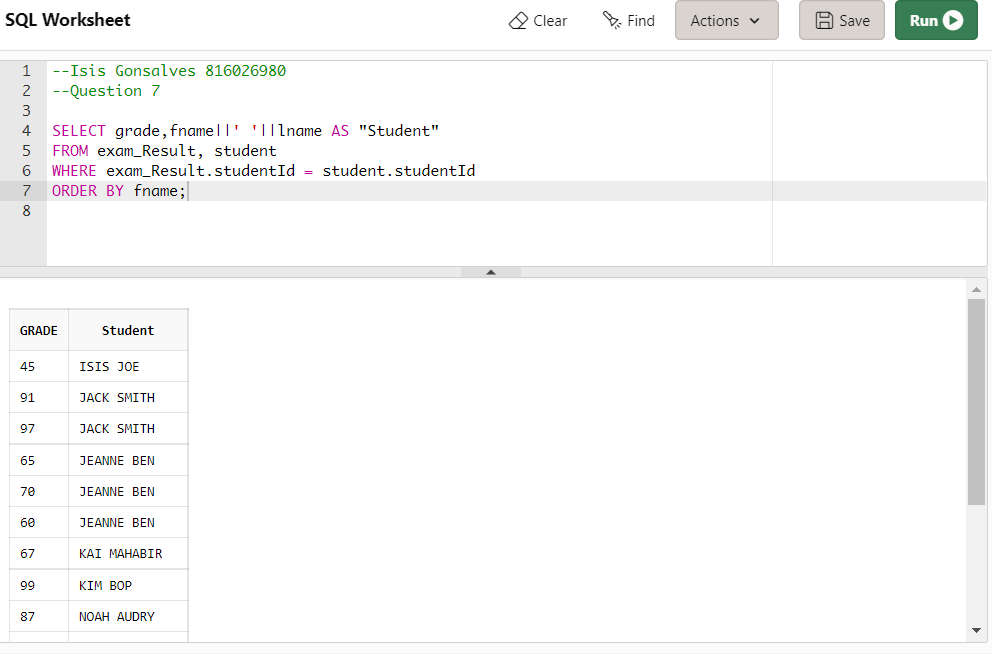 SQL Worksheet Clear Find Actions Save Run
1 --Isis Gonsalves 816026980
2 --Question 7
3
4 SELECT grade,fname||' '||lname AS "Student"
5 FROM exam_Result, student
6 WHERE exam_Result.studentId = student.studentId
7 ORDER BY fname;
8
GRADE Student
45 ISIS JOE
91 JACK SMITH
97 JACK SMITH
65 JEANNE BEN
70 JEANNE BEN
60 JEANNE BEN
67 KAI MAHABIR
99 KIM BOP
87 NOAH AUDRY